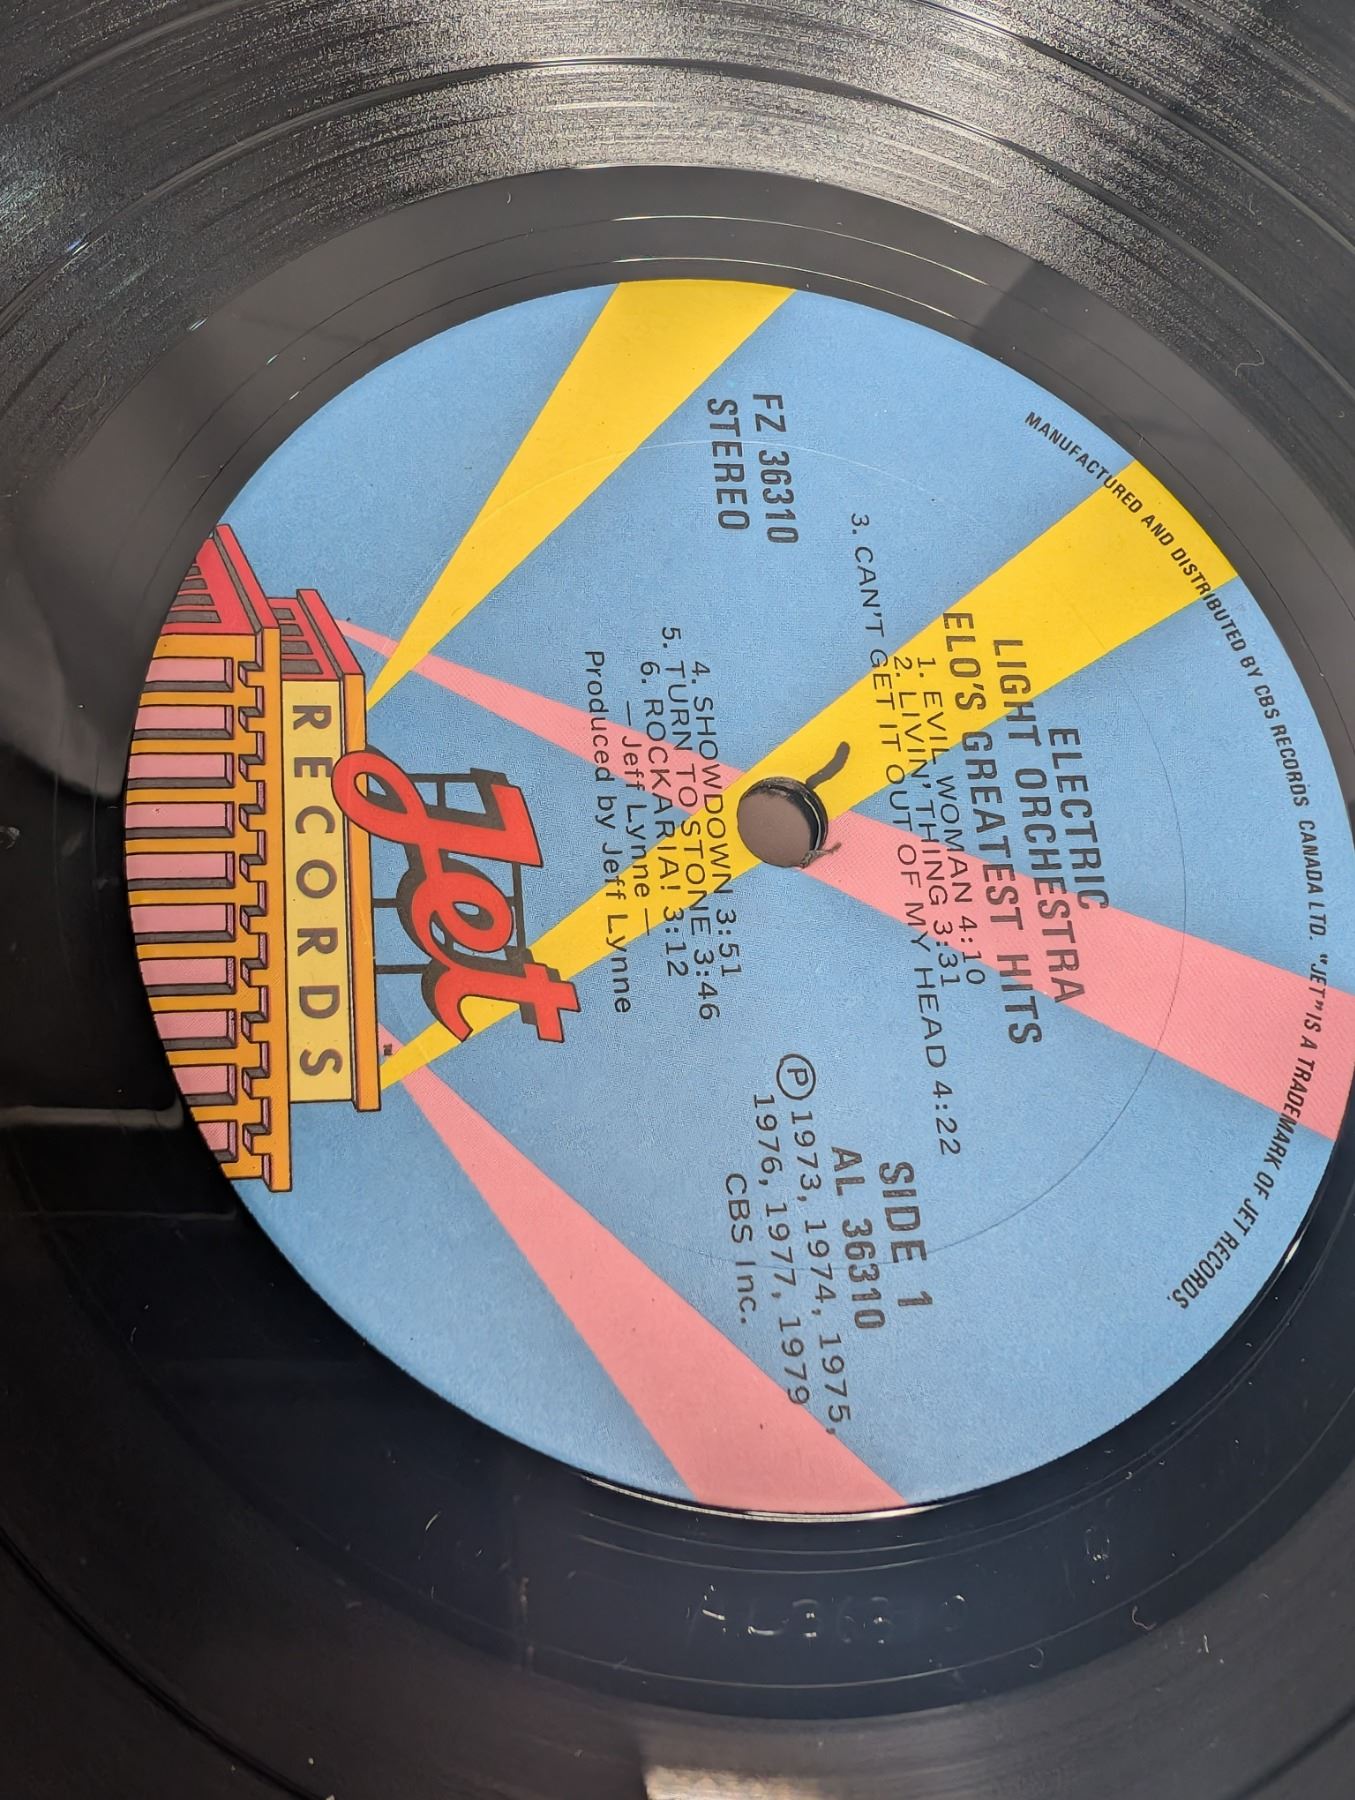 MANUFACTURED AND DISTRIBUTED BY CBS RECORDS CANADA LTD. "JET" IS A TRADEMARK OF JET RECORDS.
ELECTRIC
LIGHT ORCHESTRA
ELO'S GREATEST HITS
1. EVIL WOMAN 4:10
2. LIVIN' THING 3:31
3. CAN'T GET IT OUT OF MY HEAD 4:22
FZ 36310
STEREO
SIDE 1
AL 36310
Ⓟ 1973, 1974, 1975,
1976, 1977, 1979
CBS Inc.
4. SHOWDOWN 3:51
5. TURN TO STONE 3:46
6. ROCKARIA! 3:12
— Jeff Lynne —
Produced by Jeff Lynne
Jet
TM
RECORDS